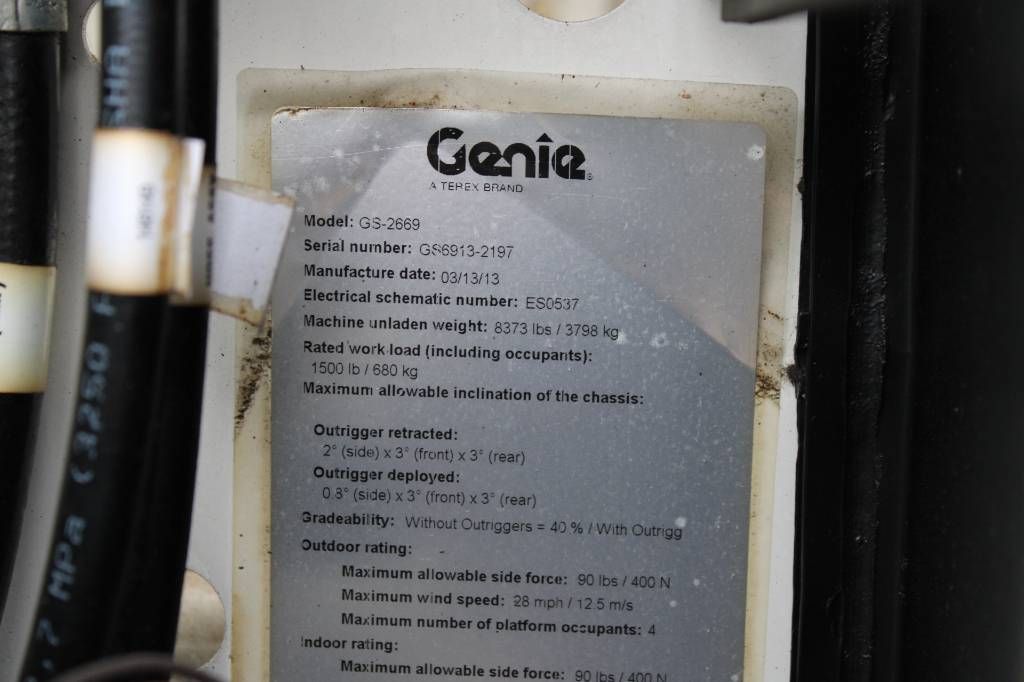 Genie
A TEREX BRAND
Model: GS-2669
Serial number: GS6913-2197
Manufacture date: 03/13/13
Electrical schematic number: ES0537
Machine unladen weight: 8373 lbs / 3798 kg
Rated work load (including occupants):
1500 lb / 680 kg
Maximum allowable inclination of the chassis:
Outrigger retracted:
2° (side) x 3° (front) x 3° (rear)
Outrigger deployed:
0.3° (side) x 3° (front) x 3° (rear)
Gradeability: Without Outriggers = 40 % / With Outrigg
Outdoor rating:
Maximum allowable side force: 90 lbs / 400 N
Maximum wind speed: 28 mph / 12.5 m/s
Maximum number of platform occupants: 4
Indoor rating:
Maximum allowable side force: 90 lbs / 400 N
MPa (3250 P